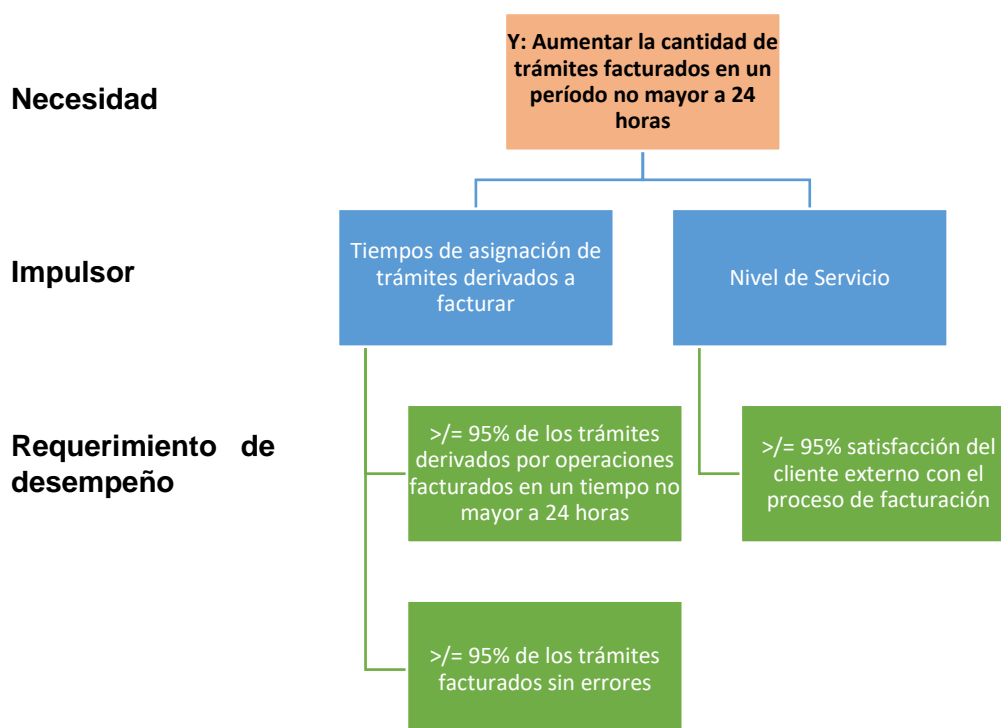 Y: Aumentar la cantidad de
trámites facturados en un
período no mayor a 24
horas
Necesidad
Impulsor
Tiempos de asignación de
trámites derivados a
facturar
Nivel de Servicio
Requerimiento de
desempeño
>/= 95% de los trámites
derivados por operaciones
facturados en un tiempo no
mayor a 24 horas
>/= 95% satisfacción del
cliente externo con el
proceso de facturación
>/= 95% de los trámites
facturados sin errores